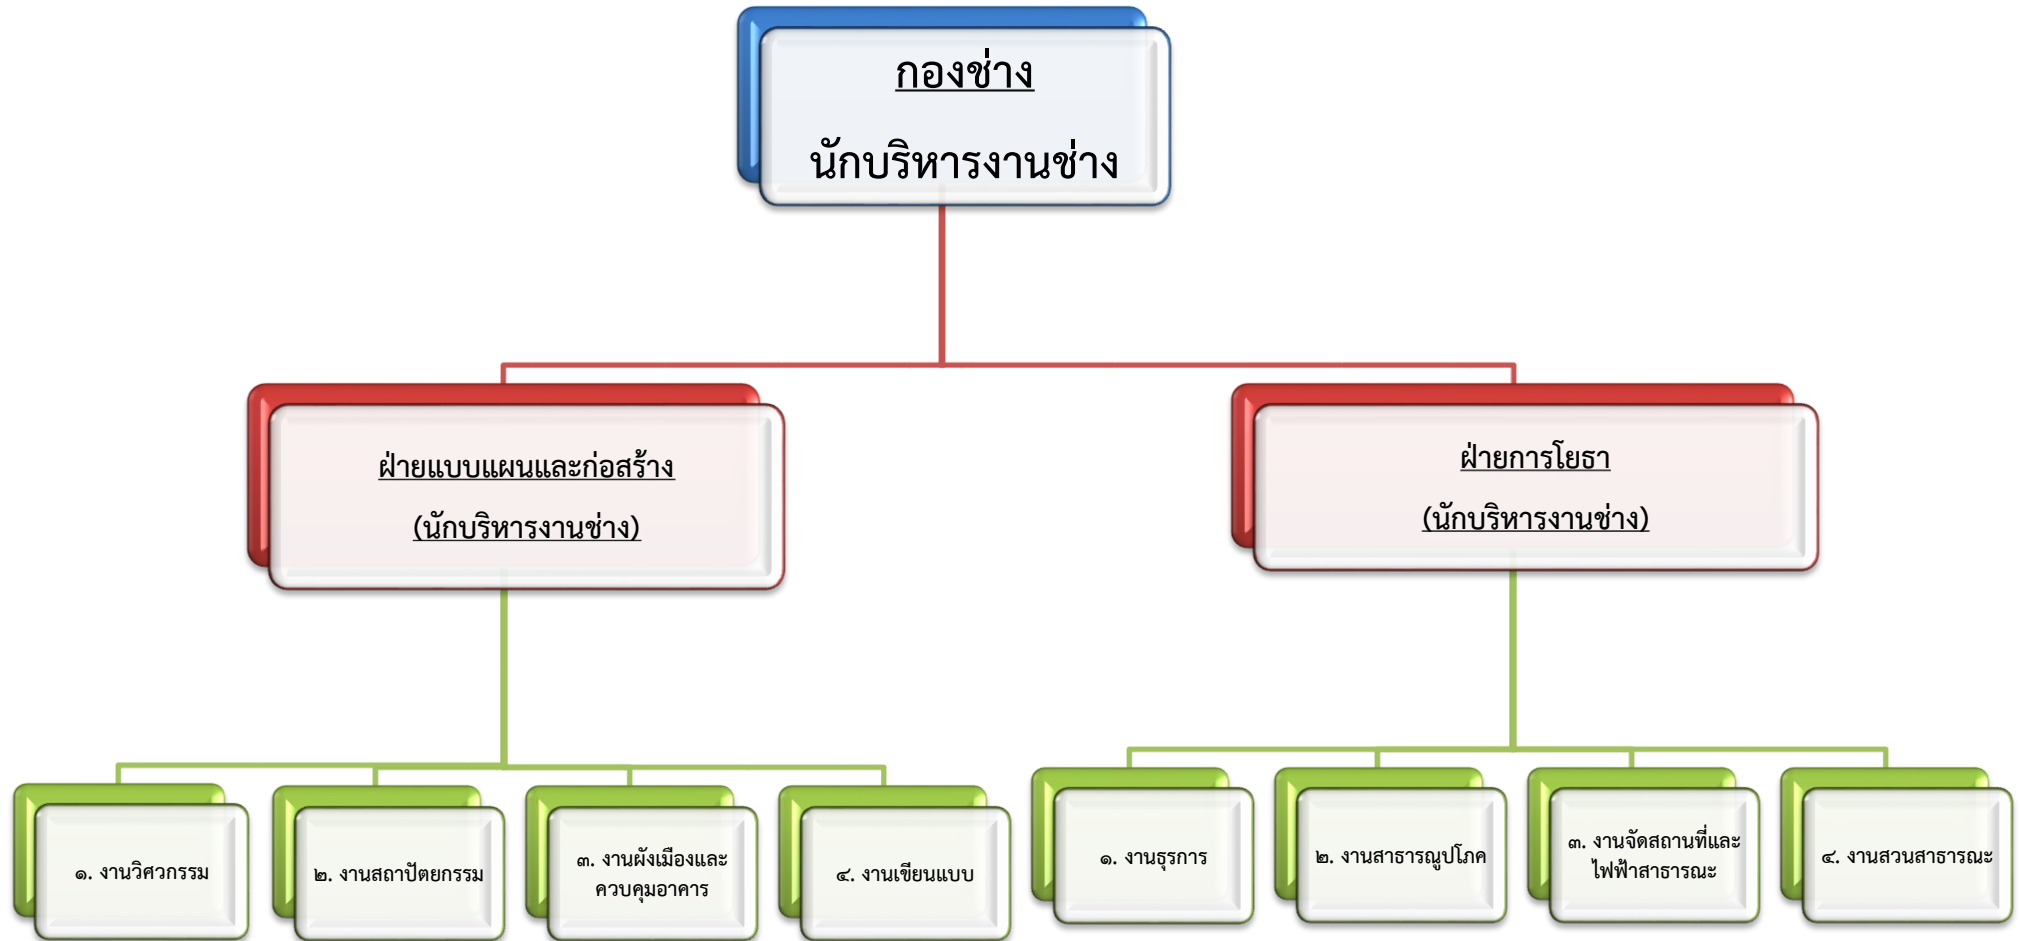 กองช่าง
นักบริหารงานช่าง
ฝ่ายแบบแผนและก่อสร้าง
(นักบริหารงานช่าง)
ฝ่ายการโยธา
(นักบริหารงานช่าง)
๑. งานวิศวกรรม
๒. งานสถาปัตยกรรม
๓. งานผังเมืองและ
ควบคุมอาคาร
๔. งานเขียนแบบ
๑. งานธุรการ
๒. งานสาธารณูปโภค
๓. งานจัดสถานที่และ
ไฟฟ้าสาธารณะ
๔. งานสวนสาธารณะ